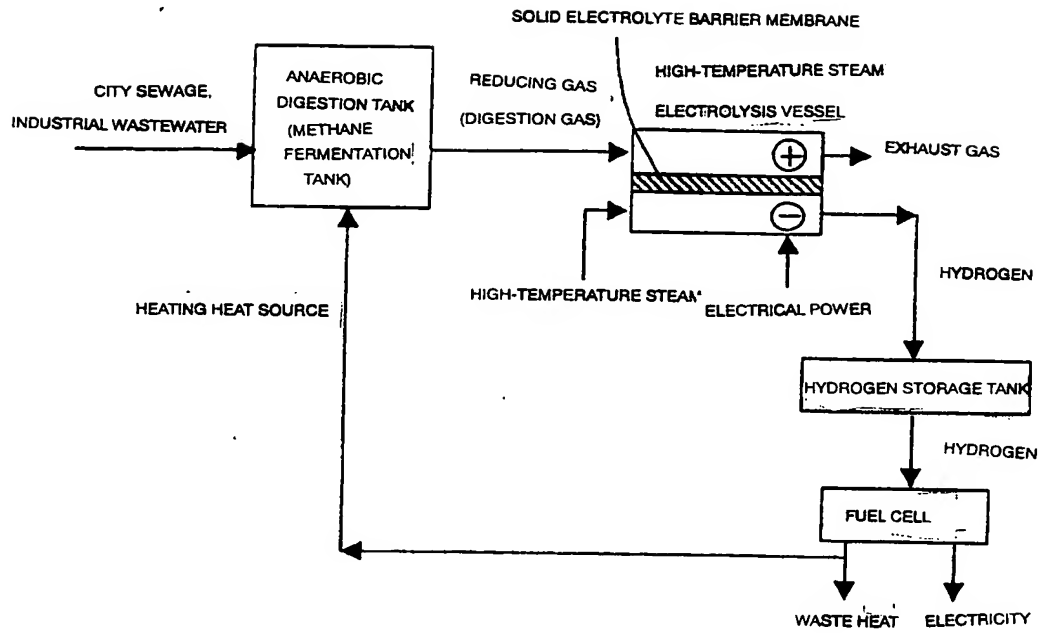 SOLID ELECTROLYTE BARRIER MEMBRANE
ANAEROBIC
DIGESTION TANK
(METHANE
FERMENTATION
TANK)
CITY SEWAGE,
INDUSTRIAL WASTEWATER
REDUCING GAS
(DIGESTION GAS)
HIGH-TEMPERATURE STEAM
ELECTROLYSIS VESSEL
+
EXHAUST GAS
−
HYDROGEN
HIGH-TEMPERATURE STEAM
ELECTRICAL POWER
HEATING HEAT SOURCE
HYDROGEN STORAGE TANK
HYDROGEN
FUEL CELL
WASTE HEAT
ELECTRICITY